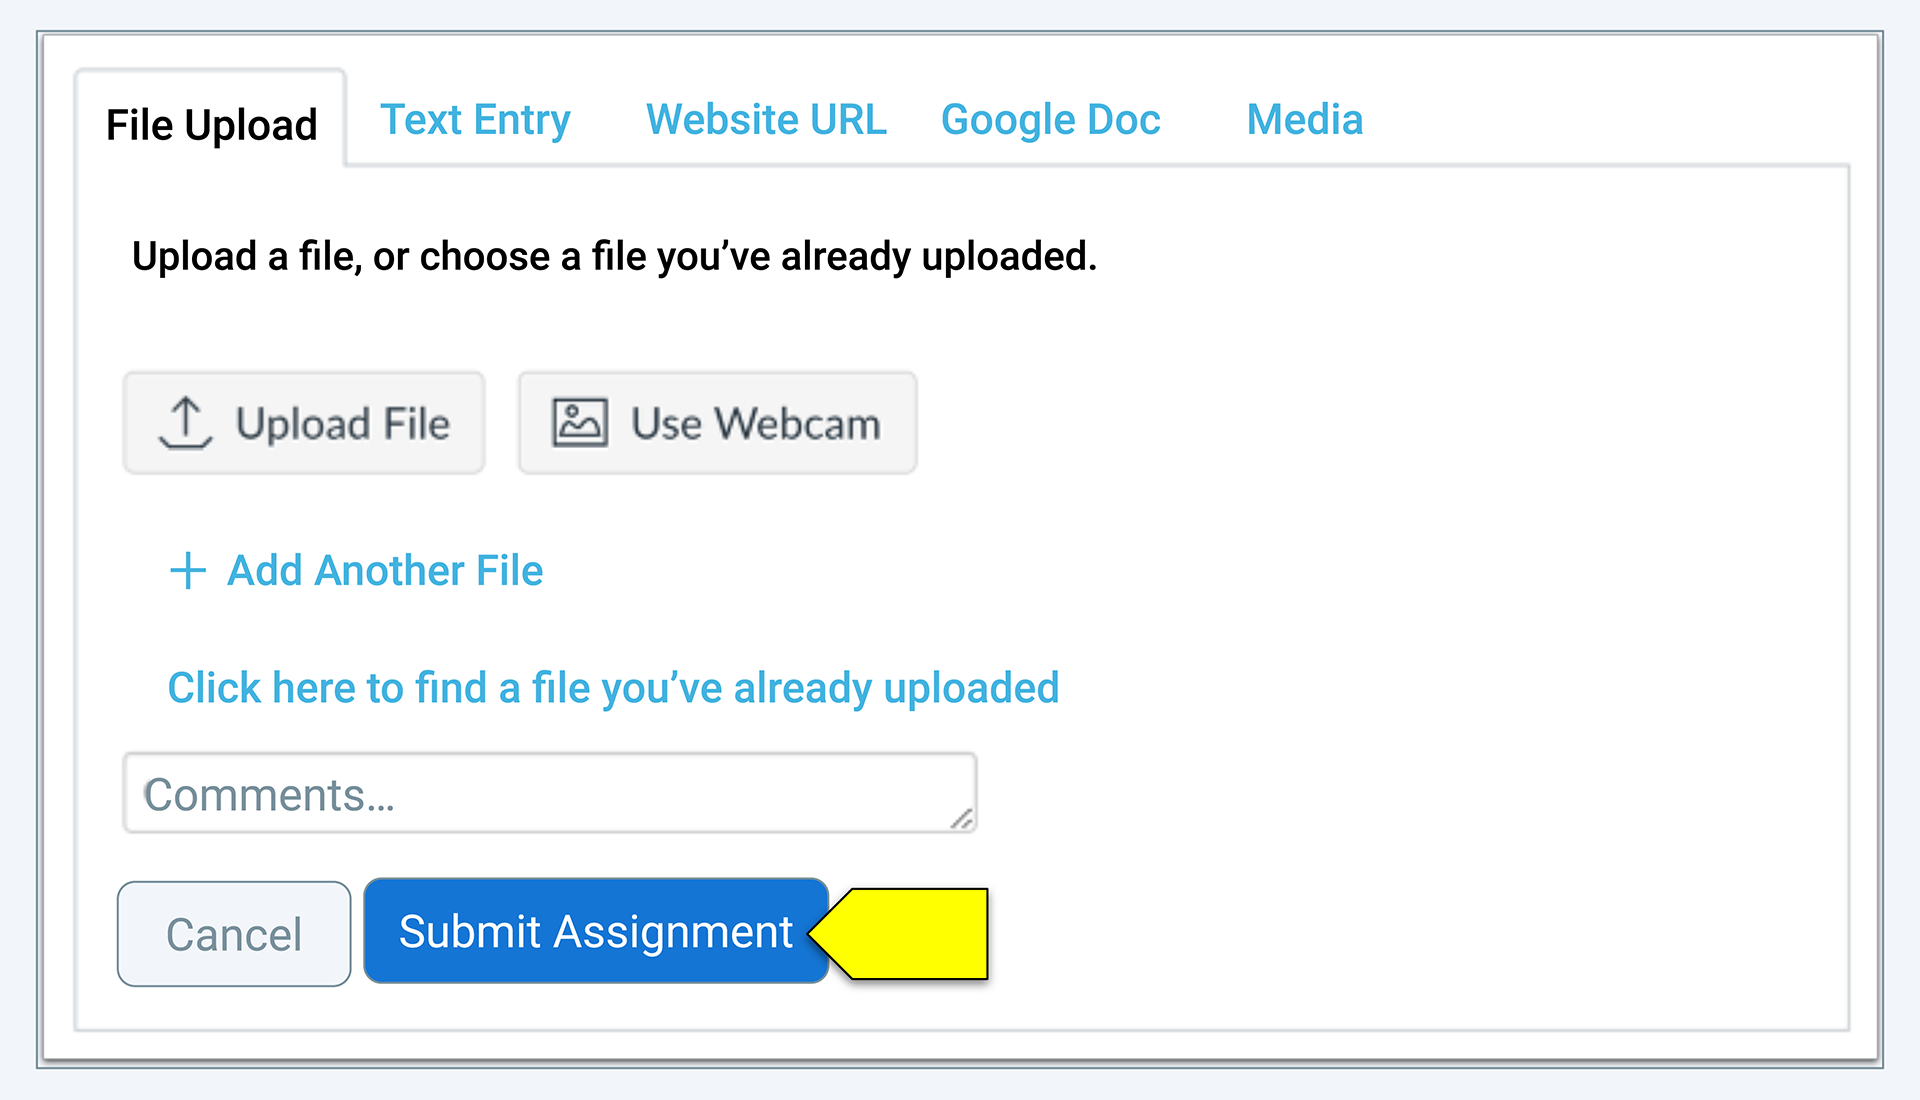 File Upload Text Entry Website URL Google Doc Media
Upload a file, or choose a file you’ve already uploaded.
Upload File Use Webcam
+ Add Another File
Click here to find a file you’ve already uploaded
Comments...
Cancel Submit Assignment